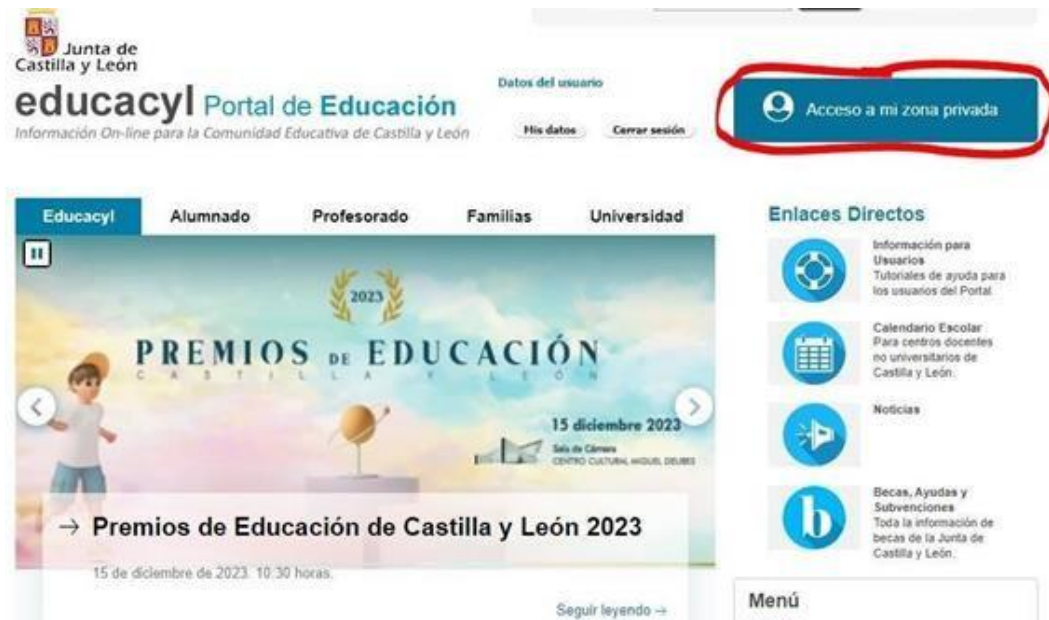 Junta de
Castilla y León
educacyl Portal de Educación
Información On-line para la Comunidad Educativa de Castilla y León
Datos del usuario
Mis datos
Cerrar sesión
Acceso a mi zona privada
Educacyl
Alumnado
Profesorado
Familias
Universidad
2023
PREMIOS DE EDUCACIÓN
CASTILLA Y LEÓN
15 diciembre 2023
Sala de Cámara
CENTRO CULTURAL MIGUEL DELIBES
→ Premios de Educación de Castilla y León 2023
15 de diciembre de 2023. 10:30 horas.
Seguir leyendo →
Enlaces Directos
Información para
Usuarios
Tutoriales de ayuda para
los usuarios del Portal
Calendario Escolar
Para centros docentes
no universitarios de
Castilla y León.
Noticias
b
Becas, Ayudas y
Subvenciones
Toda la información de
becas de la Junta de
Castilla y León.
Menú